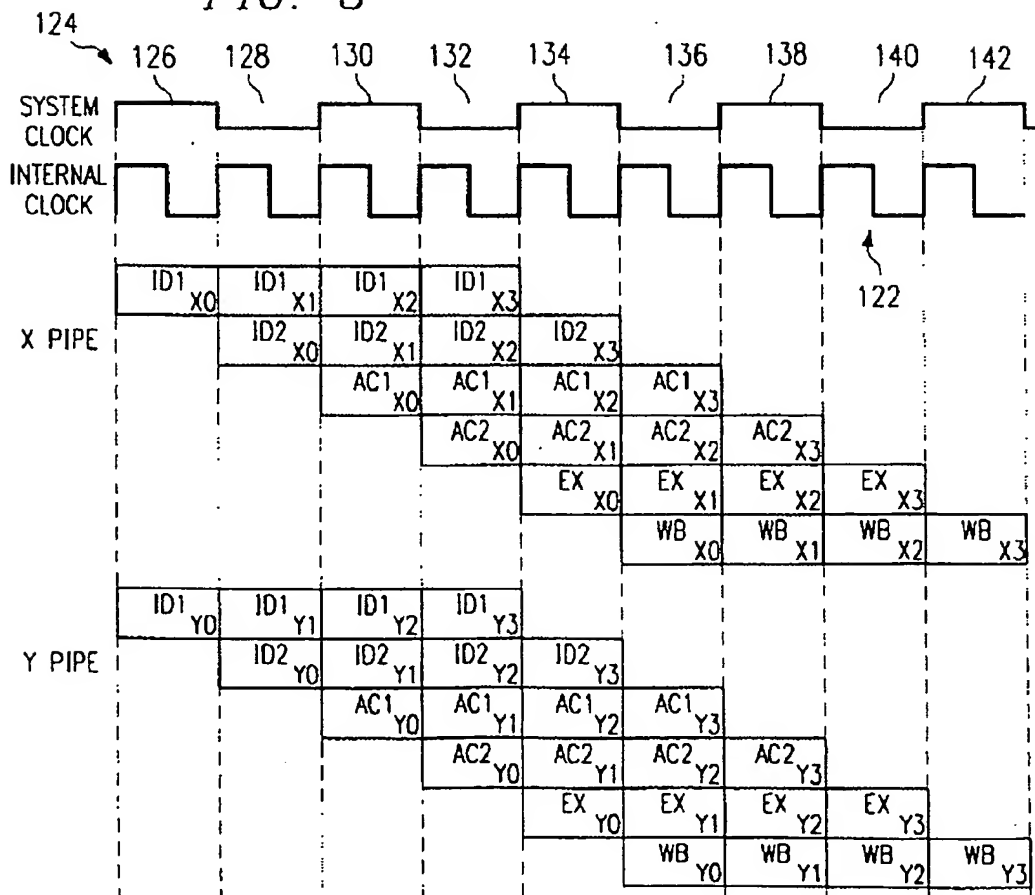 FIG. 3
124
126 128 130 132 134 136 138 140 142
SYSTEM
CLOCK
INTERNAL
CLOCK
122
X PIPE
ID1 X0 ID1 X1 ID1 X2 ID1 X3
ID2 X0 ID2 X1 ID2 X2 ID2 X3
AC1 X0 AC1 X1 AC1 X2 AC1 X3
AC2 X0 AC2 X1 AC2 X2 AC2 X3
EX X0 EX X1 EX X2 EX X3
WB X0 WB X1 WB X2 WB X3
Y PIPE
ID1 Y0 ID1 Y1 ID1 Y2 ID1 Y3
ID2 Y0 ID2 Y1 ID2 Y2 ID2 Y3
AC1 Y0 AC1 Y1 AC1 Y2 AC1 Y3
AC2 Y0 AC2 Y1 AC2 Y2 AC2 Y3
EX Y0 EX Y1 EX Y2 EX Y3
WB Y0 WB Y1 WB Y2 WB Y3